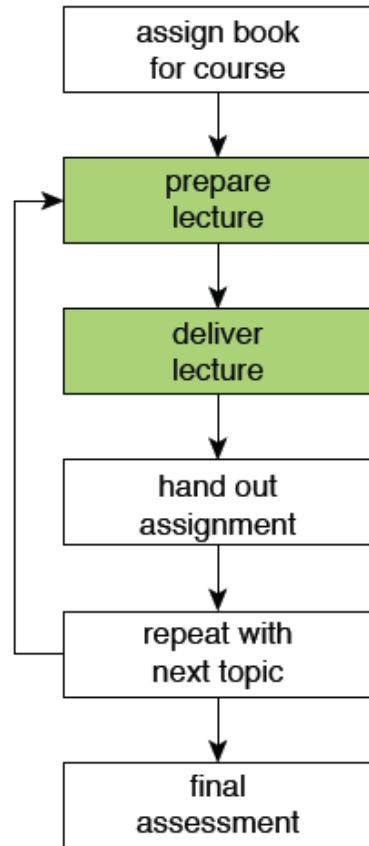 assign book
for course
prepare
lecture
deliver
lecture
hand out
assignment
repeat with
next topic
final
assessment